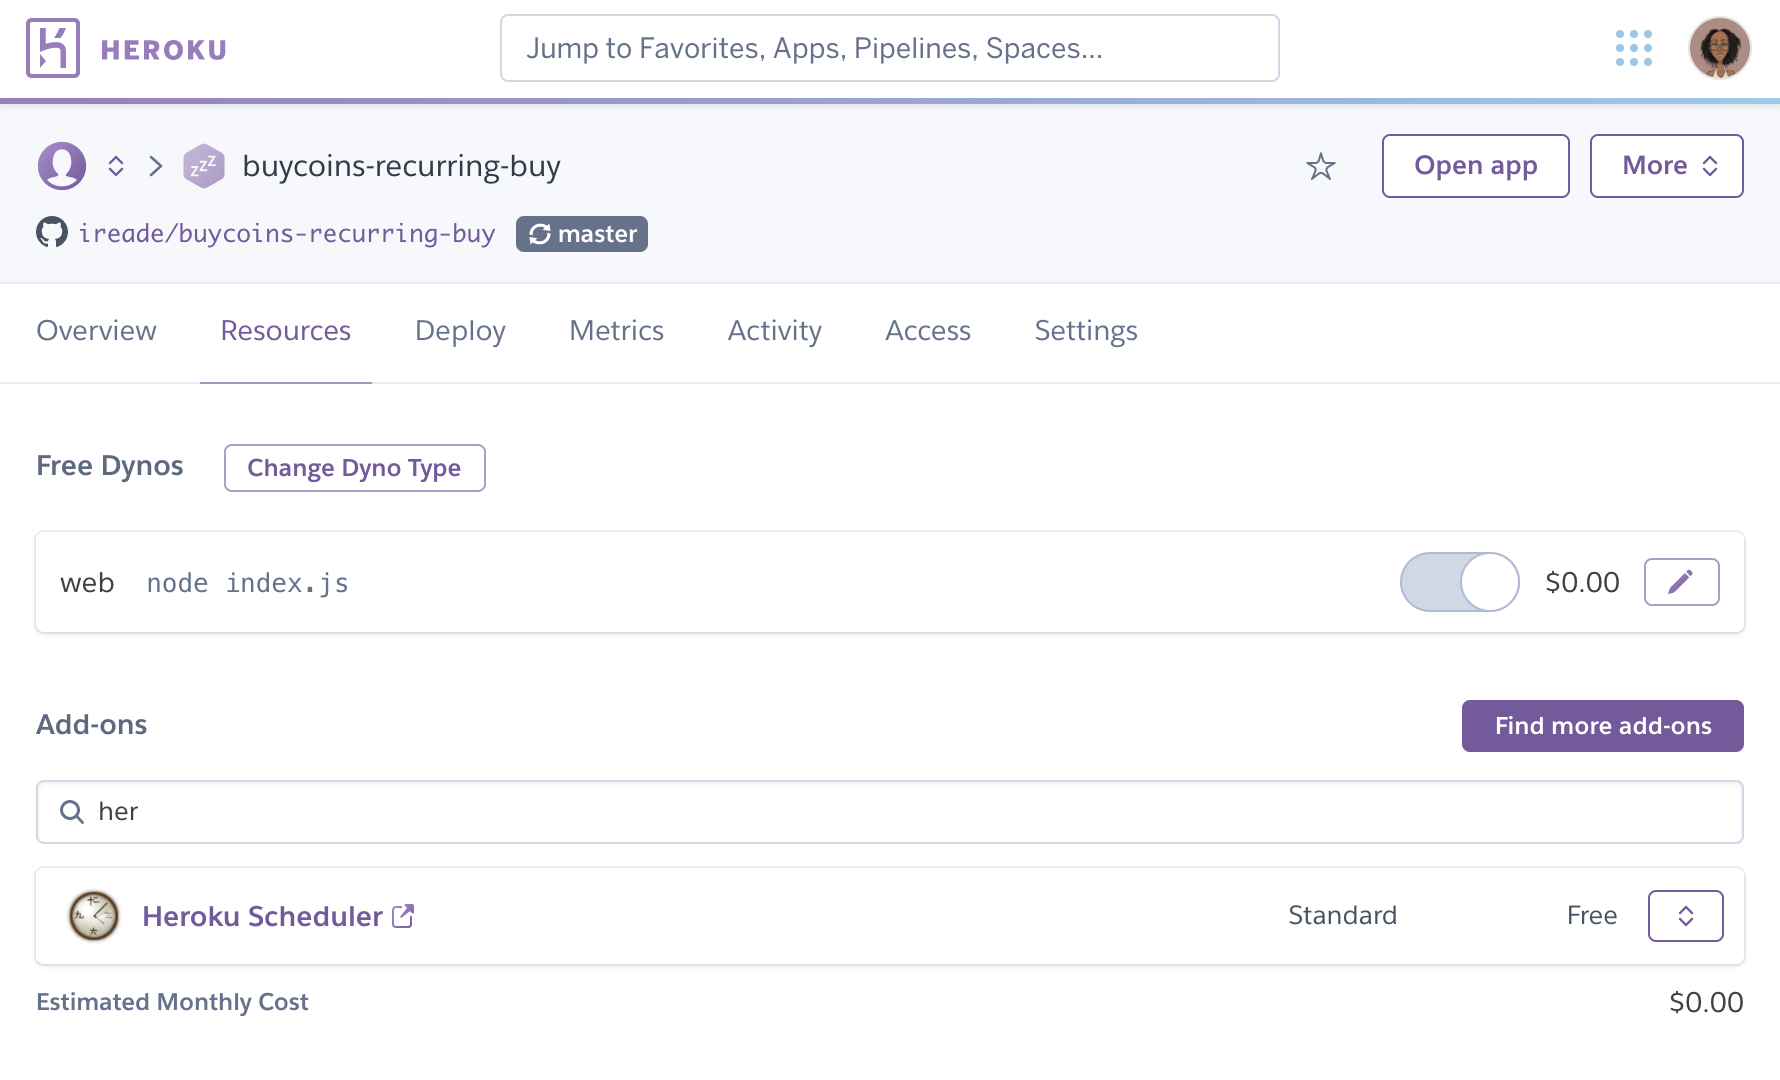 HEROKU
Jump to Favorites, Apps, Pipelines, Spaces...
zzz
buycoins-recurring-buy
Open app
More
ireade/buycoins-recurring-buy
master
Overview
Resources
Deploy
Metrics
Activity
Access
Settings
Free Dynos
Change Dyno Type
web node index.js
$0.00
Add-ons
Find more add-ons
her
Heroku Scheduler
Standard
Free
Estimated Monthly Cost
$0.00